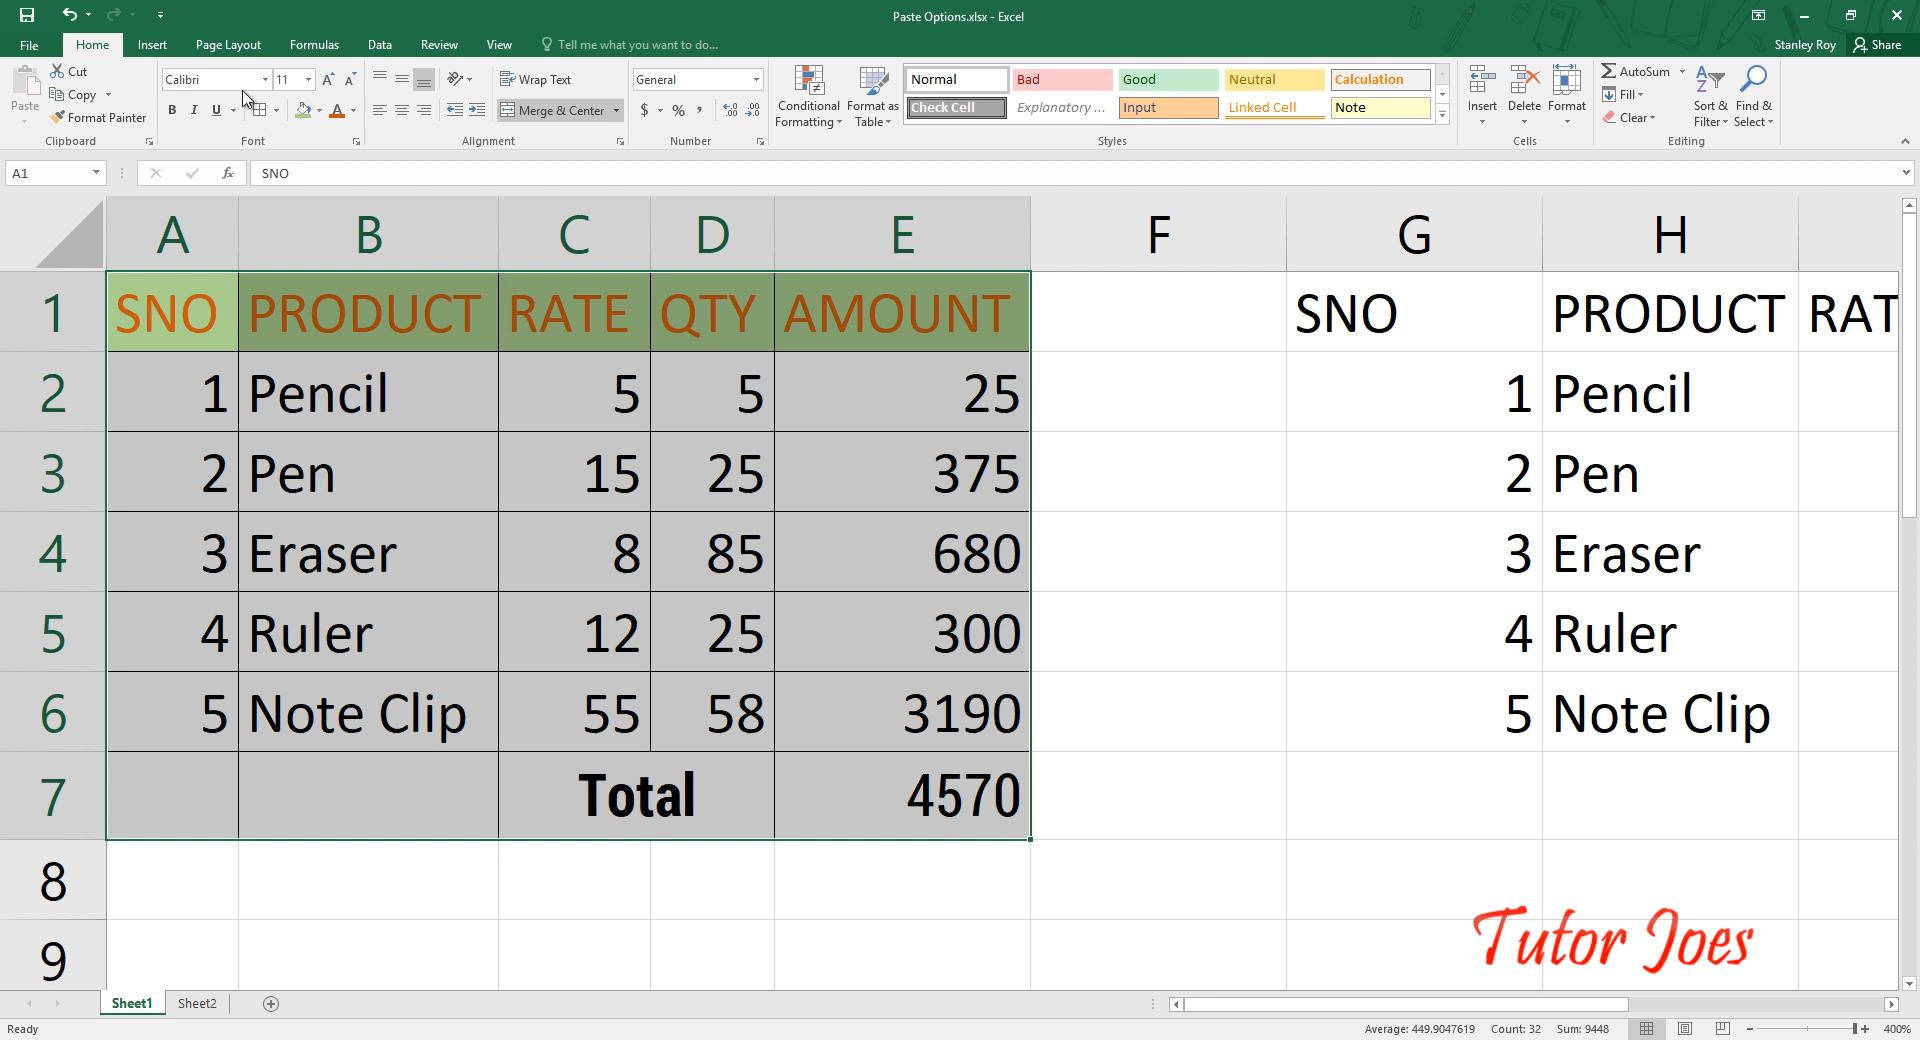 Paste Options.xlsx - Excel
File Home Insert Page Layout Formulas Data Review View Tell me what you want to do... Stanley Roy Share
Paste Cut Copy Format Painter Clipboard
Calibri 11 B I U A Font
Wrap Text Merge & Center Alignment
General $ % , .00 Number
Conditional Formatting Format as Table
Normal Bad Good Neutral Calculation
Check Cell Explanatory ... Input Linked Cell Note
Styles
Insert Delete Format Cells
AutoSum Fill Clear Sort & Filter Find & Select Editing
A1 fx SNO
A B C D E F G H
1 SNO PRODUCT RATE QTY AMOUNT SNO PRODUCT RAT
2 1 Pencil 5 5 25 1 Pencil
3 2 Pen 15 25 375 2 Pen
4 3 Eraser 8 85 680 3 Eraser
5 4 Ruler 12 25 300 4 Ruler
6 5 Note Clip 55 58 3190 5 Note Clip
7 Total 4570
8
9
Tutor Joes
Sheet1 Sheet2
Ready Average: 449.9047619 Count: 32 Sum: 9448 400%